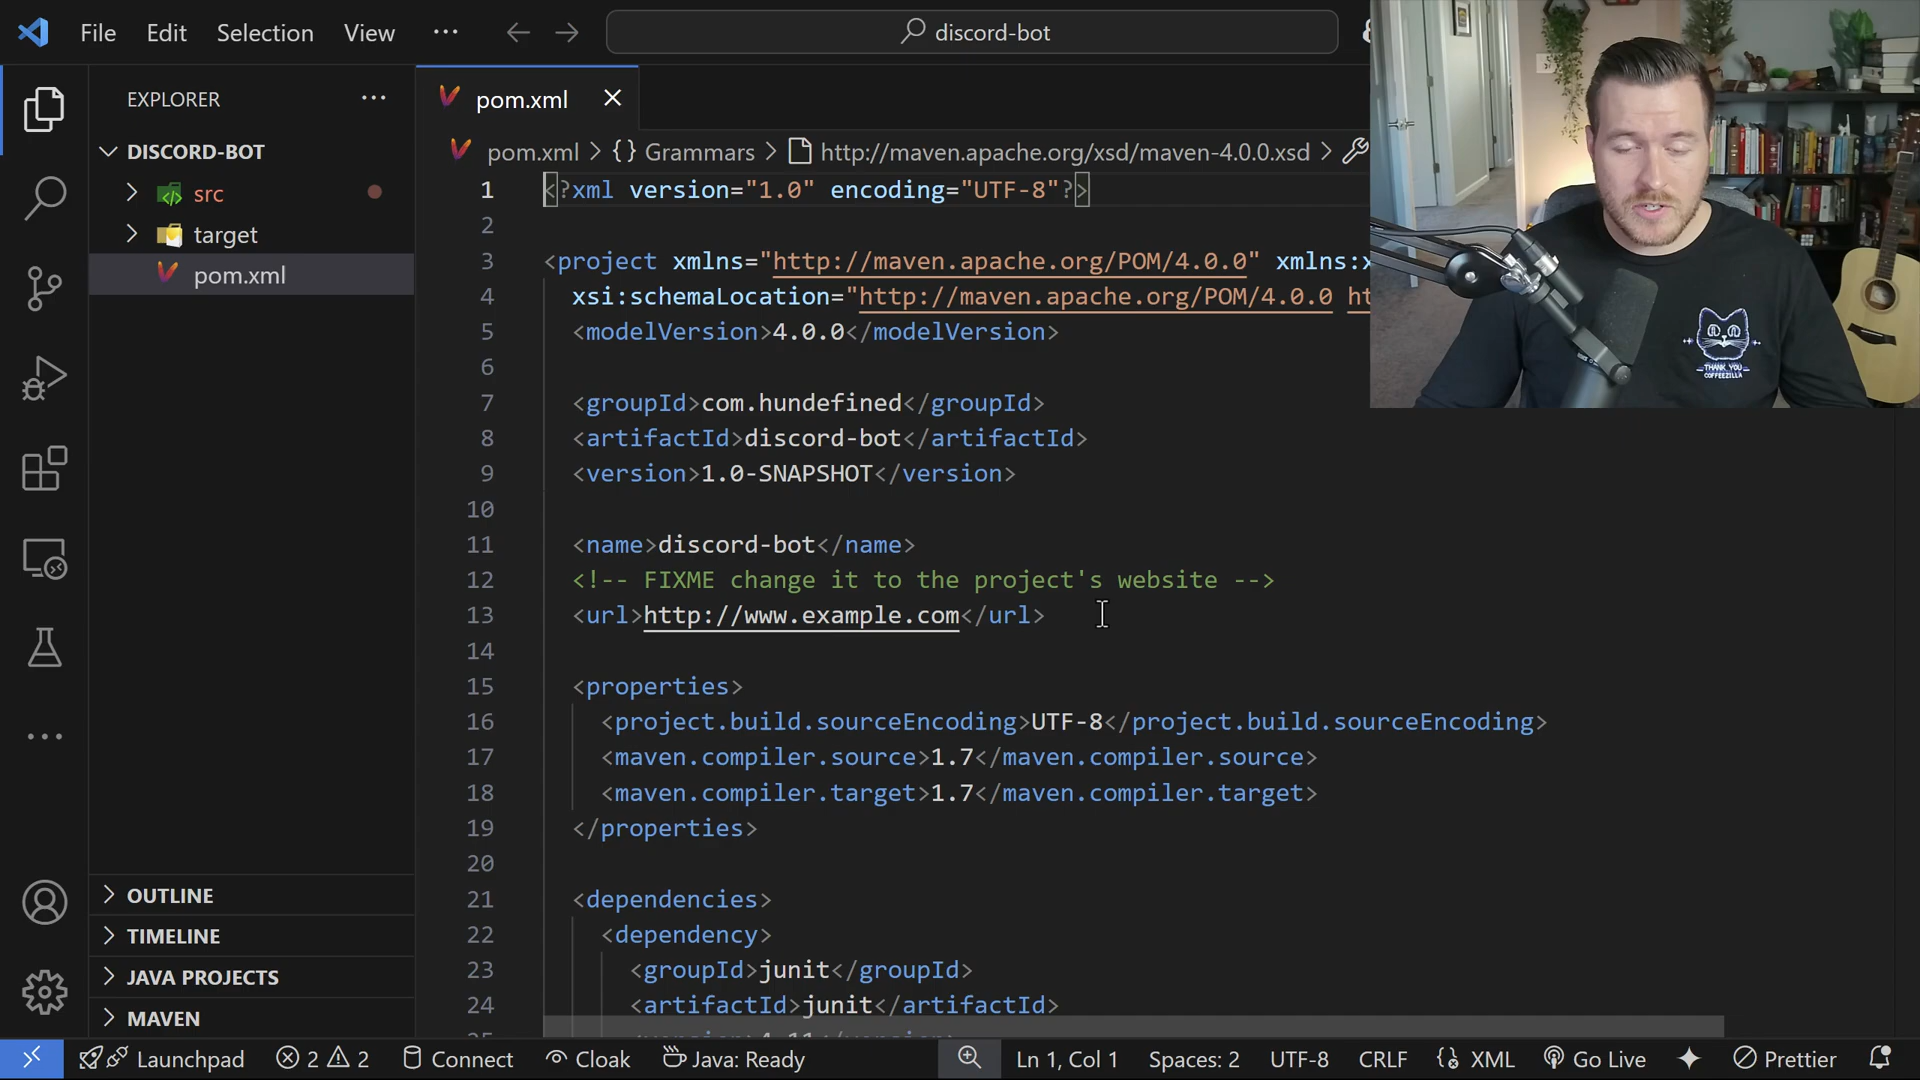 File Edit Selection View ··· discord-bot
EXPLORER ···
DISCORD-BOT
src
target
pom.xml
OUTLINE
TIMELINE
JAVA PROJECTS
MAVEN
pom.xml
pom.xml > {} Grammars > http://maven.apache.org/xsd/maven-4.0.0.xsd >
1 <?xml version="1.0" encoding="UTF-8"?>
2
3 <project xmlns="http://maven.apache.org/POM/4.0.0" xmlns:x
4 xsi:schemaLocation="http://maven.apache.org/POM/4.0.0 ht
5 <modelVersion>4.0.0</modelVersion>
6
7 <groupId>com.hundefined</groupId>
8 <artifactId>discord-bot</artifactId>
9 <version>1.0-SNAPSHOT</version>
10
11 <name>discord-bot</name>
12 <!-- FIXME change it to the project's website -->
13 <url>http://www.example.com</url>
14
15 <properties>
16 <project.build.sourceEncoding>UTF-8</project.build.sourceEncoding>
17 <maven.compiler.source>1.7</maven.compiler.source>
18 <maven.compiler.target>1.7</maven.compiler.target>
19 </properties>
20
21 <dependencies>
22 <dependency>
23 <groupId>junit</groupId>
24 <artifactId>junit</artifactId>
THANK YOU
COFFEEZILLA
Launchpad 2 2 Connect Cloak Java: Ready Ln 1, Col 1 Spaces: 2 UTF-8 CRLF {} XML Go Live Prettier